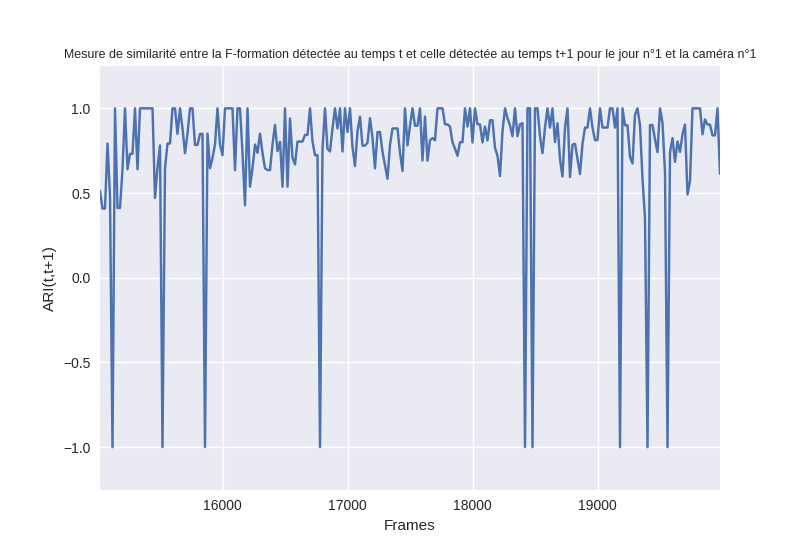 Mesure de similarité entre la F-formation détectée au temps t et celle détectée au temps t+1 pour le jour n°1 et la caméra n°1
1.0
0.5
0.0
−0.5
−1.0
ARI(t,t+1)
16000 17000 18000 19000
Frames